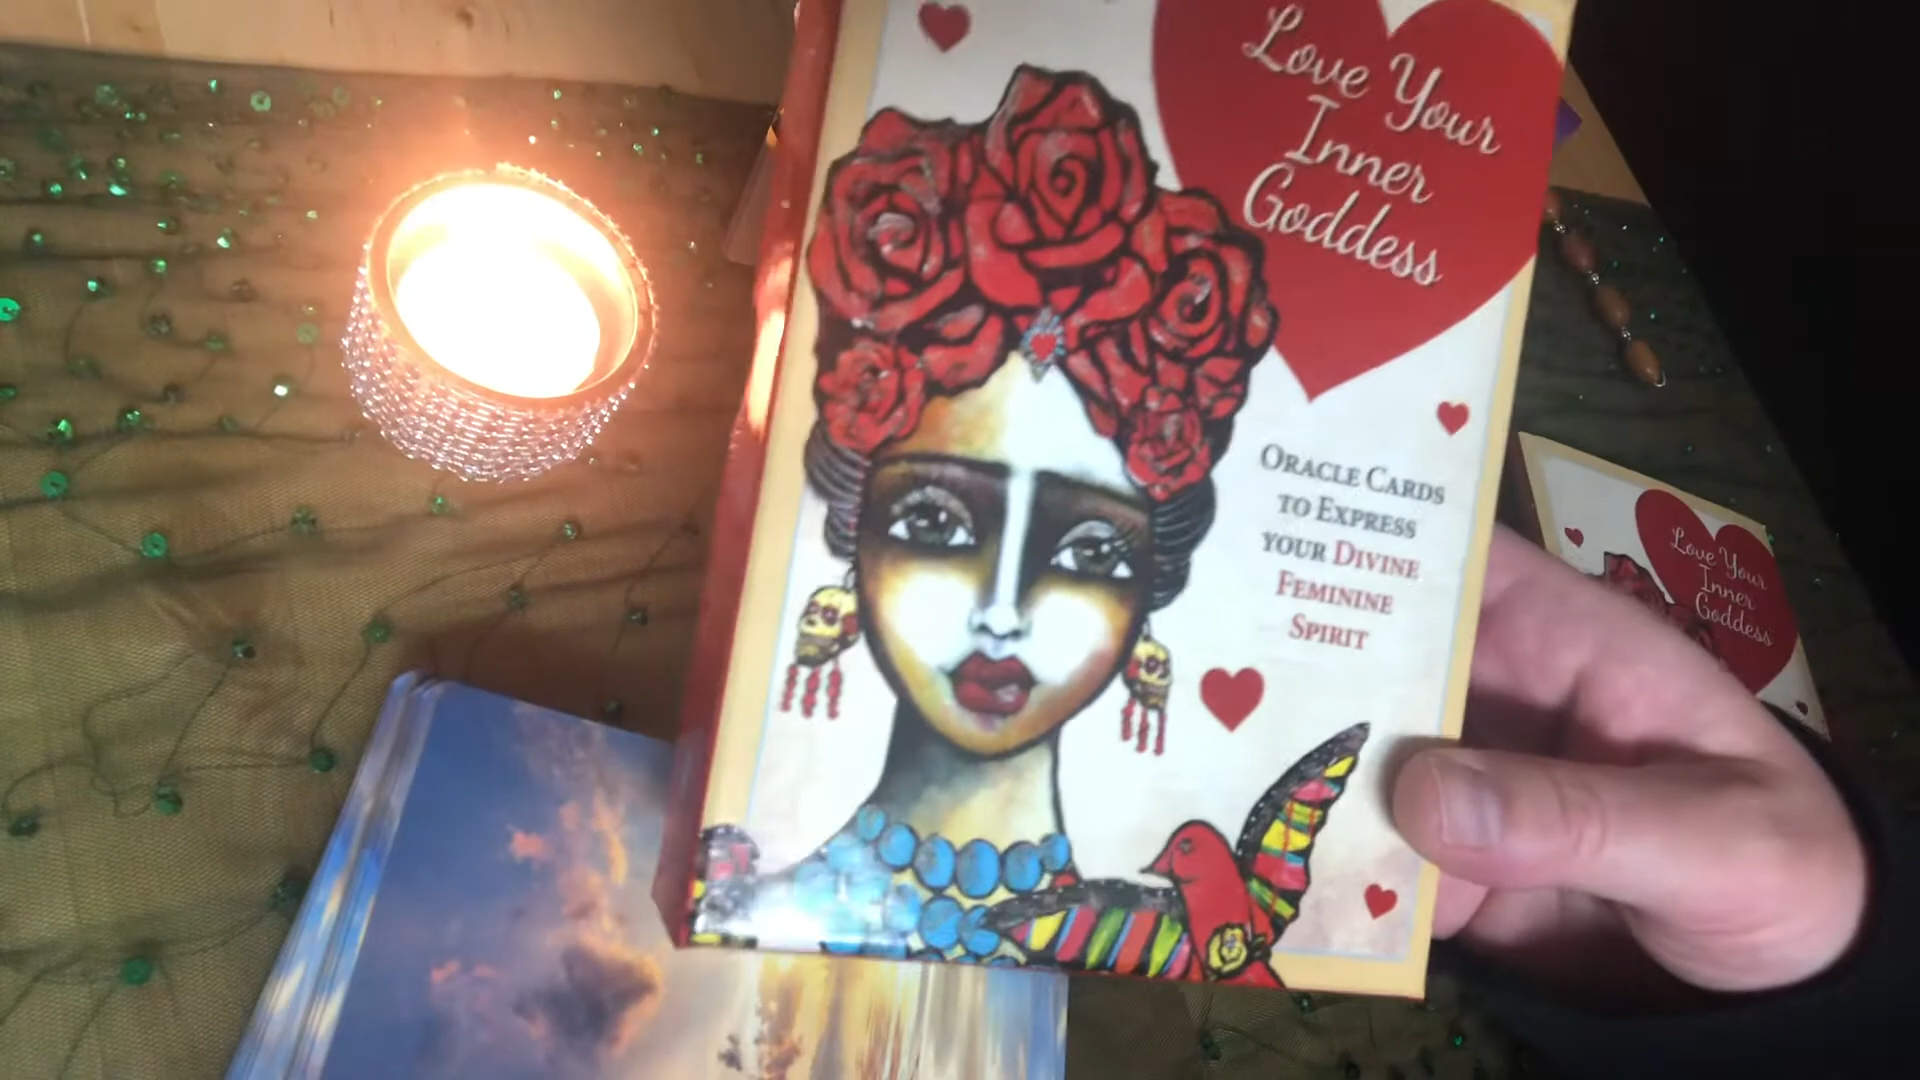 Love Your
Inner
Goddess
ORACLE CARDS
TO EXPRESS
YOUR DIVINE
FEMININE
SPIRIT
Love Your
Inner
Goddess